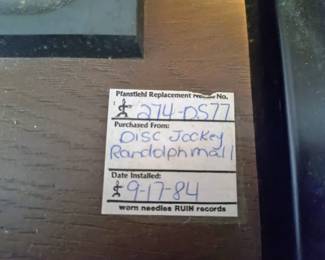 Pfanstiehl Replacement Needle No.
274-DS77
Purchased From:
Disc Jockey
Randolph mall
Date Installed:
9-17-84
worn needles RUIN records